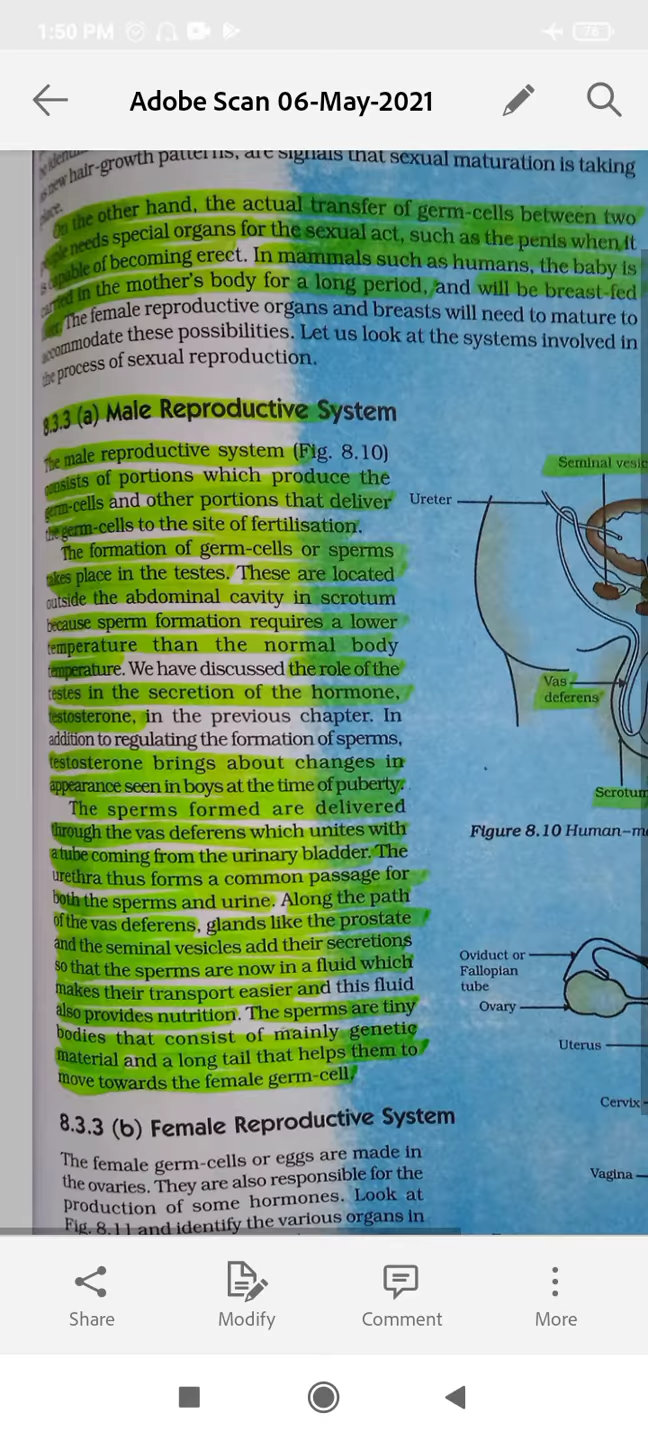 1:50 PM
76
Adobe Scan 06-May-2021
new hair-growth patterns, are signals that sexual maturation is taking
place.
On the other hand, the actual transfer of germ-cells between two
people needs special organs for the sexual act, such as the penis when it
is capable of becoming erect. In mammals such as humans, the baby is
carried in the mother's body for a long period, and will be breast-fed
The female reproductive organs and breasts will need to mature to
accommodate these possibilities. Let us look at the systems involved in
the process of sexual reproduction.
8.3.3 (a) Male Reproductive System
The male reproductive system (Fig. 8.10)
consists of portions which produce the
germ-cells and other portions that deliver
the germ-cells to the site of fertilisation.
The formation of germ-cells or sperms
takes place in the testes. These are located
outside the abdominal cavity in scrotum
because sperm formation requires a lower
temperature than the normal body
temperature. We have discussed the role of the
testes in the secretion of the hormone,
testosterone, in the previous chapter. In
addition to regulating the formation of sperms,
testosterone brings about changes in
appearance seen in boys at the time of puberty.
The sperms formed are delivered
through the vas deferens which unites with
a tube coming from the urinary bladder. The
urethra thus forms a common passage for
both the sperms and urine. Along the path
of the vas deferens, glands like the prostate
and the seminal vesicles add their secretions
so that the sperms are now in a fluid which
makes their transport easier and this fluid
also provides nutrition. The sperms are tiny
bodies that consist of mainly genetic
material and a long tail that helps them to
move towards the female germ-cell.
Seminal vesic
Ureter
Vas
deferens
Scrotum
Figure 8.10 Human–m
8.3.3 (b) Female Reproductive System
The female germ-cells or eggs are made in
the ovaries. They are also responsible for the
production of some hormones. Look at
Fig. 8.11 and identify the various organs in
Oviduct or
Fallopian
tube
Ovary
Uterus
Cervix
Vagina
Share
Modify
Comment
More